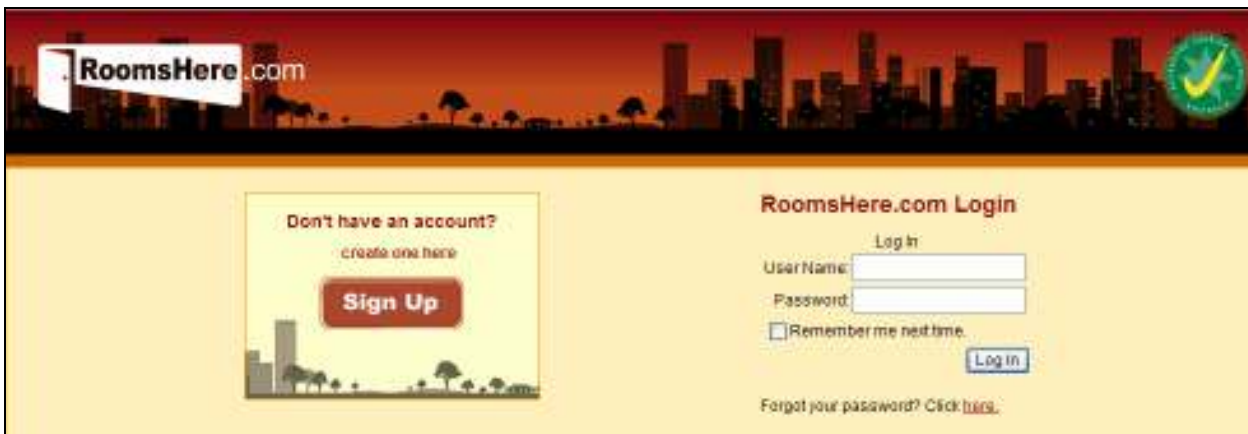 RoomsHere.com
Don't have an account?
create one here
Sign Up
RoomsHere.com Login
Log In
User Name:
Password:
Remember me next time.
Log In
Forgot your password? Click here.